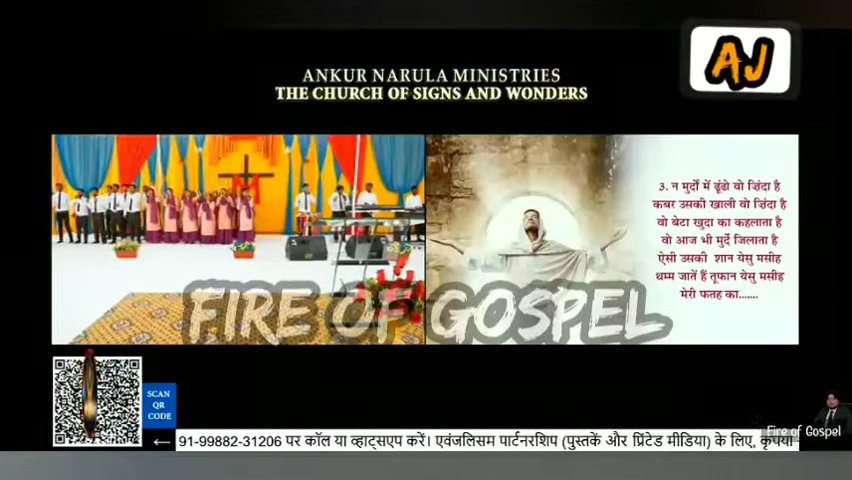 AJ
ANKUR NARULA MINISTRIES
THE CHURCH OF SIGNS AND WONDERS
3. न मुर्दों में ढूंढो वो ज़िंदा है
कबर उसकी खाली वो ज़िंदा है
वो बेटा खुदा का कहलाता है
वो आज भी मुर्दे जिलाता है
ऐसी उसकी शान येसु मसीह
थम्म जातें हैं तूफान येसु मसीह
मेरी फतह का.......
FIRE OF GOSPEL
SCAN
QR
CODE
91-99882-31206 पर कॉल या व्हाट्सएप करें। एवंजलिसम पार्टनरशिप (पुस्तकें और प्रिंटेड मीडिया) के लिए, कृपया
Fire of Gospel